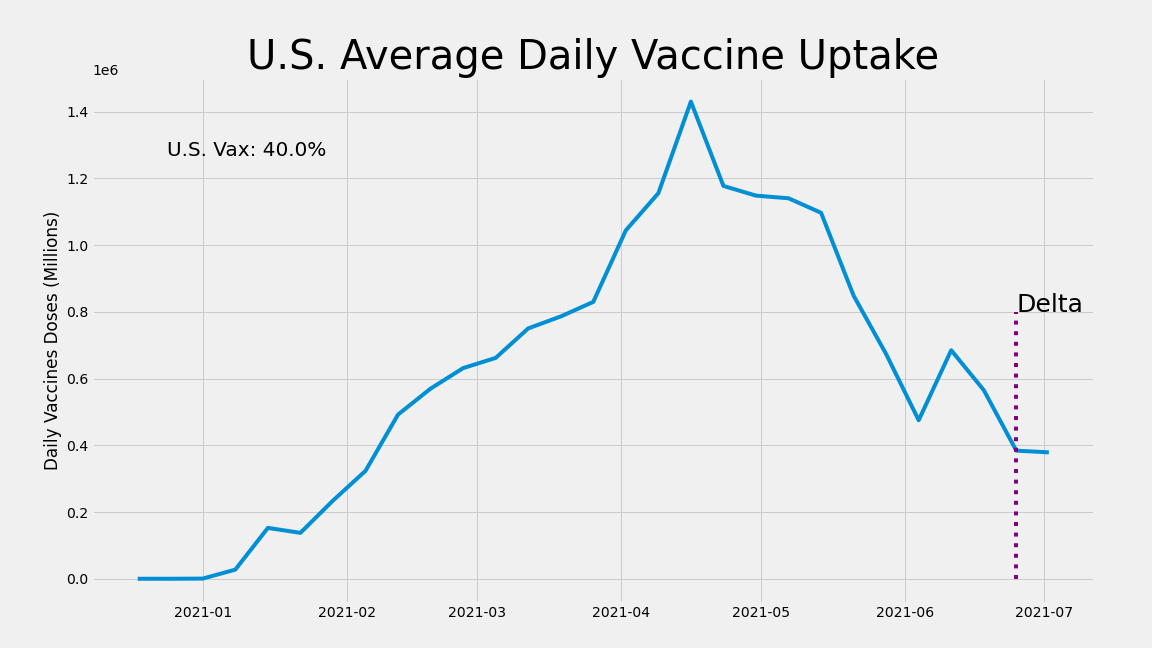 U.S. Average Daily Vaccine Uptake
1e6
1.4
U.S. Vax: 40.0%
1.2
1.0
0.8
0.6
0.4
0.2
0.0
Daily Vaccines Doses (Millions)
Delta
2021-01 2021-02 2021-03 2021-04 2021-05 2021-06 2021-07